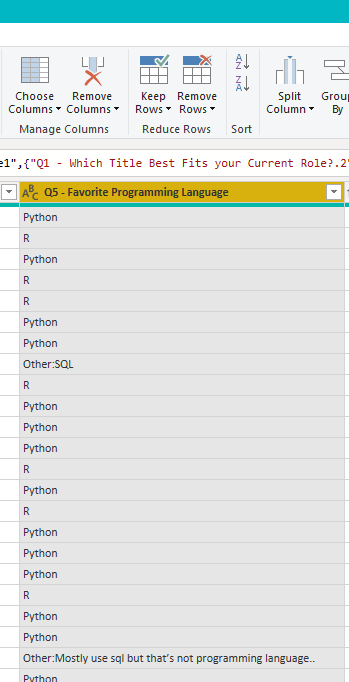 Choose
Columns
Remove
Columns
Keep
Rows
Remove
Rows
A
Z
Z
A
Split
Column
Group
By
Manage Columns
Reduce Rows
Sort
e1",{"Q1 - Which Title Best Fits your Current Role?.2"
ABC Q5 - Favorite Programming Language
Python
R
Python
R
R
Python
Python
Other:SQL
R
Python
Python
Python
R
Python
R
Python
Python
Python
R
Python
Python
Other:Mostly use sql but that's not programming language..
Python